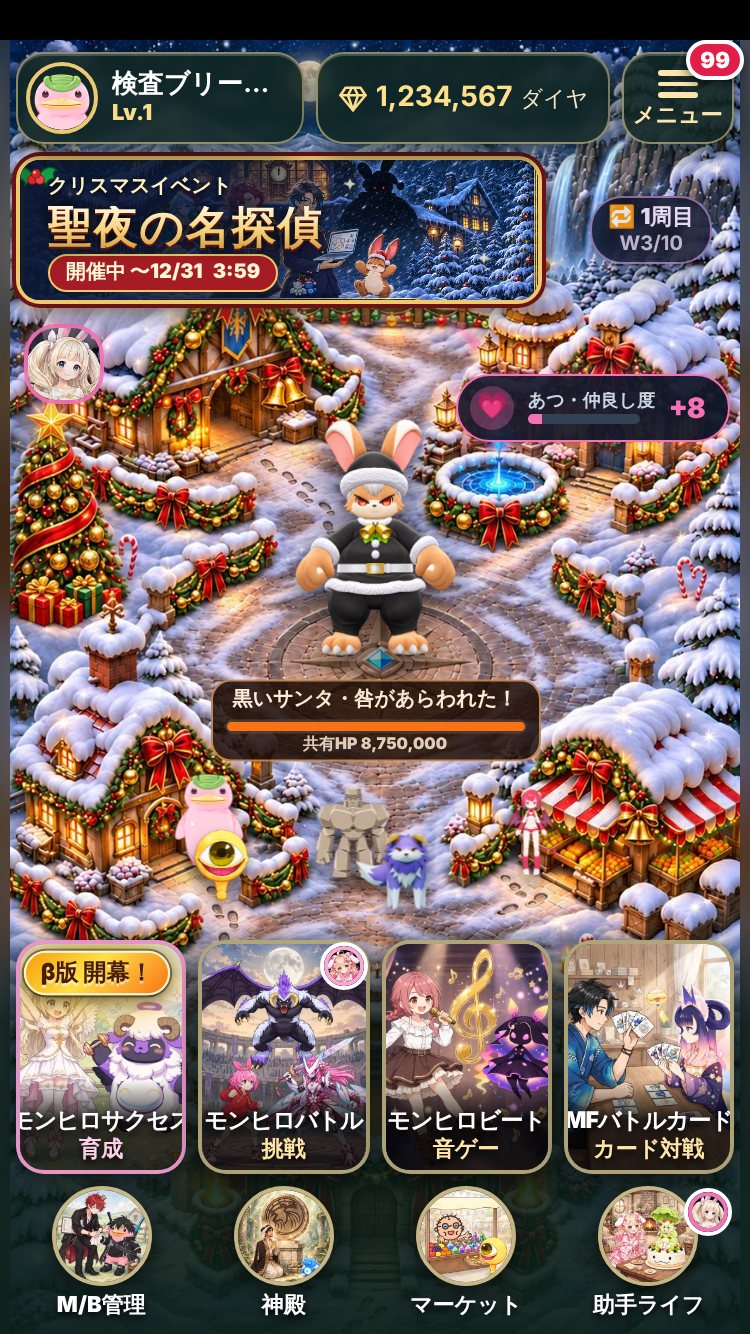 99
検査ブリー…
Lv.1
1,234,567 ダイヤ
メニュー
クリスマスイベント
聖夜の名探偵
開催中 〜12/31 3:59
1周目
W3/10
あつ・仲良し度
+8
黒いサンタ・咎があらわれた！
共有HP 8,750,000
β版 開幕！
モンヒロサクセス
育成
モンヒロバトル
挑戦
モンヒロビート
音ゲー
MFバトルカード
カード対戦
M/B管理
神殿
マーケット
助手ライフ